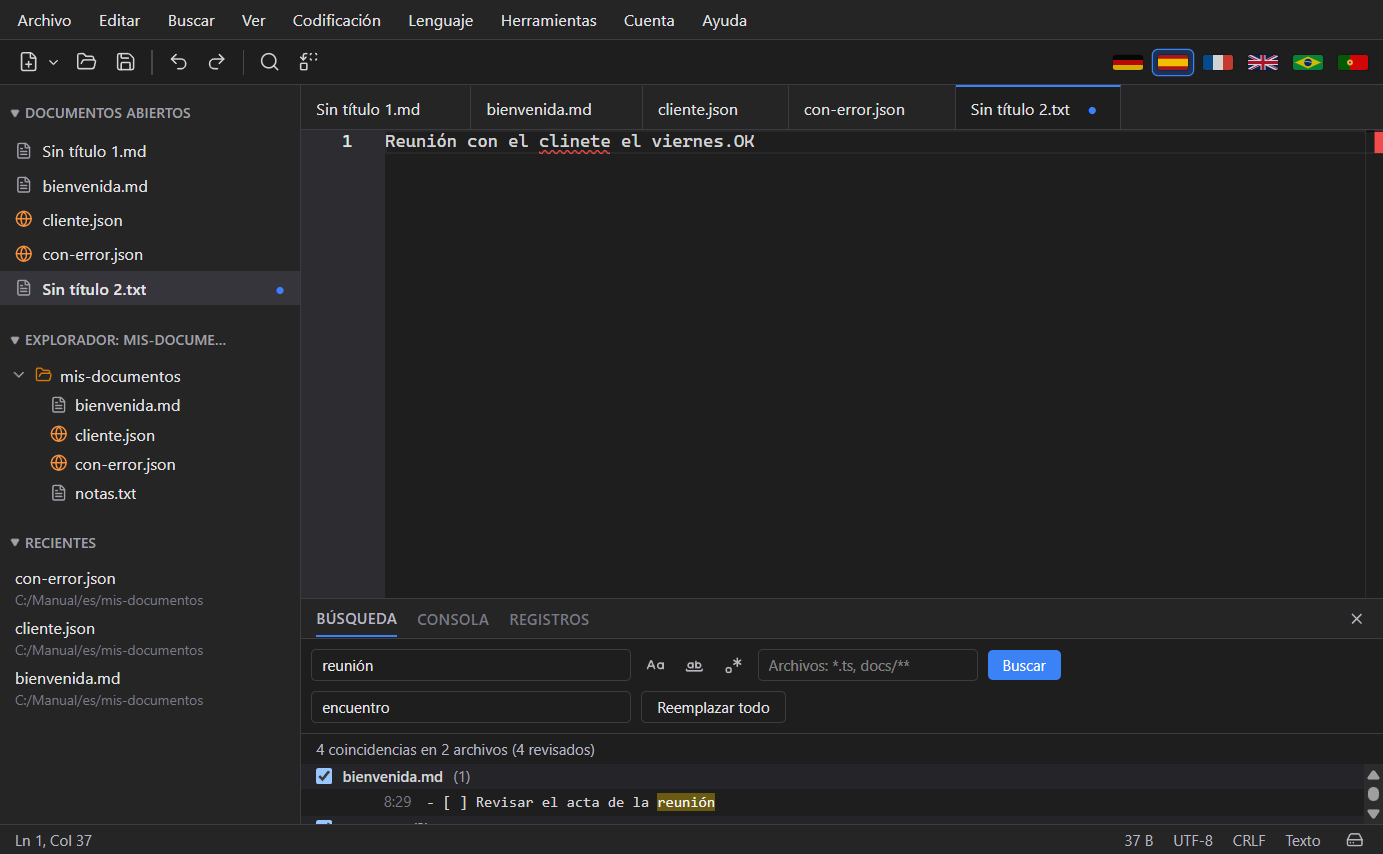 Archivo Editar Buscar Ver Codificación Lenguaje Herramientas Cuenta Ayuda
DOCUMENTOS ABIERTOS
Sin título 1.md
bienvenida.md
cliente.json
con-error.json
Sin título 2.txt
EXPLORADOR: MIS-DOCUME...
mis-documentos
bienvenida.md
cliente.json
con-error.json
notas.txt
RECIENTES
con-error.json
C:/Manual/es/mis-documentos
cliente.json
C:/Manual/es/mis-documentos
bienvenida.md
C:/Manual/es/mis-documentos
Sin título 1.md bienvenida.md cliente.json con-error.json Sin título 2.txt
1 Reunión con el clinete el viernes.OK
BÚSQUEDA CONSOLA REGISTROS
reunión Aa ab .* Archivos: *.ts, docs/** Buscar
encuentro Reemplazar todo
4 coincidencias en 2 archivos (4 revisados)
bienvenida.md (1)
8:29 - [ ] Revisar el acta de la reunión
Ln 1, Col 37 37 B UTF-8 CRLF Texto